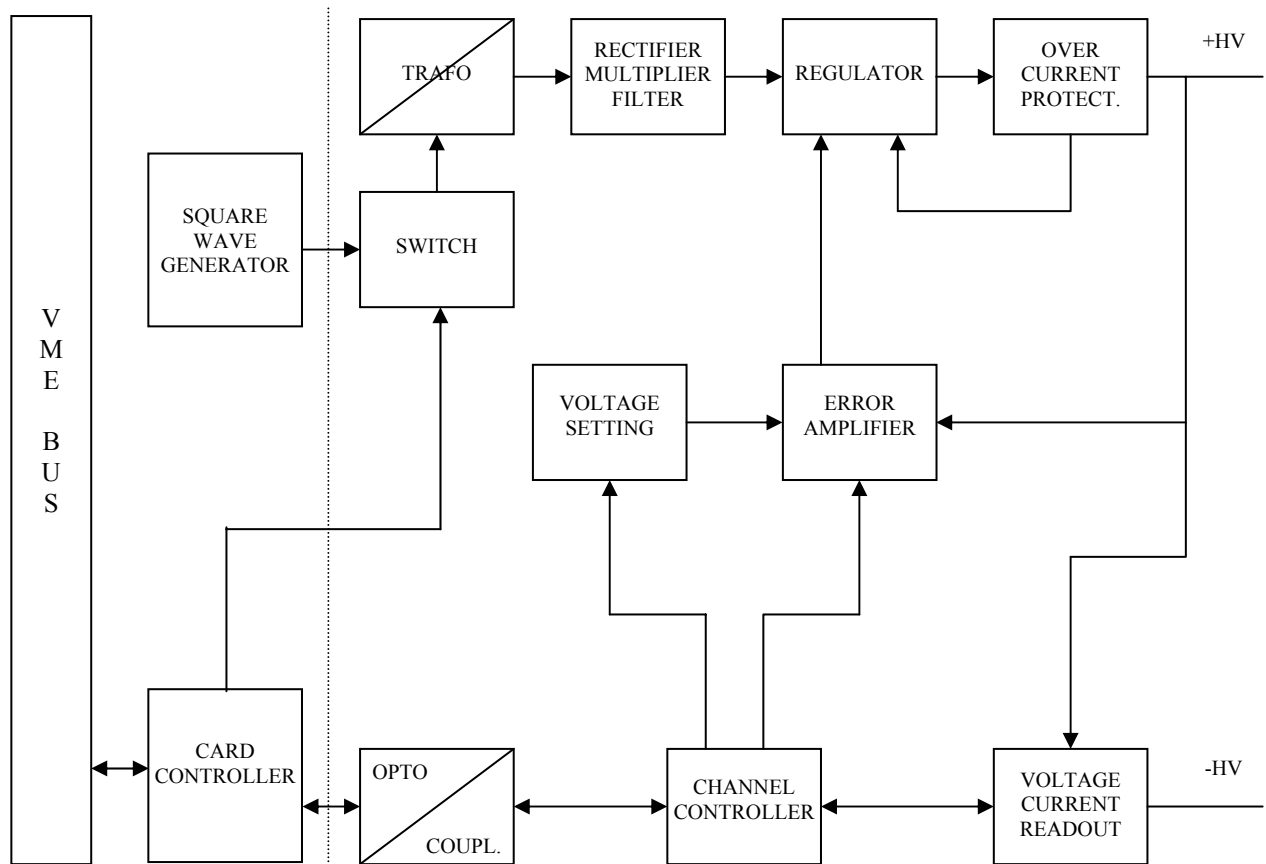 TRAFO
RECTIFIER
MULTIPLIER
FILTER
REGULATOR
OVER
CURRENT
PROTECT.
+HV
SQUARE
WAVE
GENERATOR
SWITCH
V
M
E
B
U
S
VOLTAGE
SETTING
ERROR
AMPLIFIER
CARD
CONTROLLER
OPTO
COUPL.
CHANNEL
CONTROLLER
VOLTAGE
CURRENT
READOUT
-HV